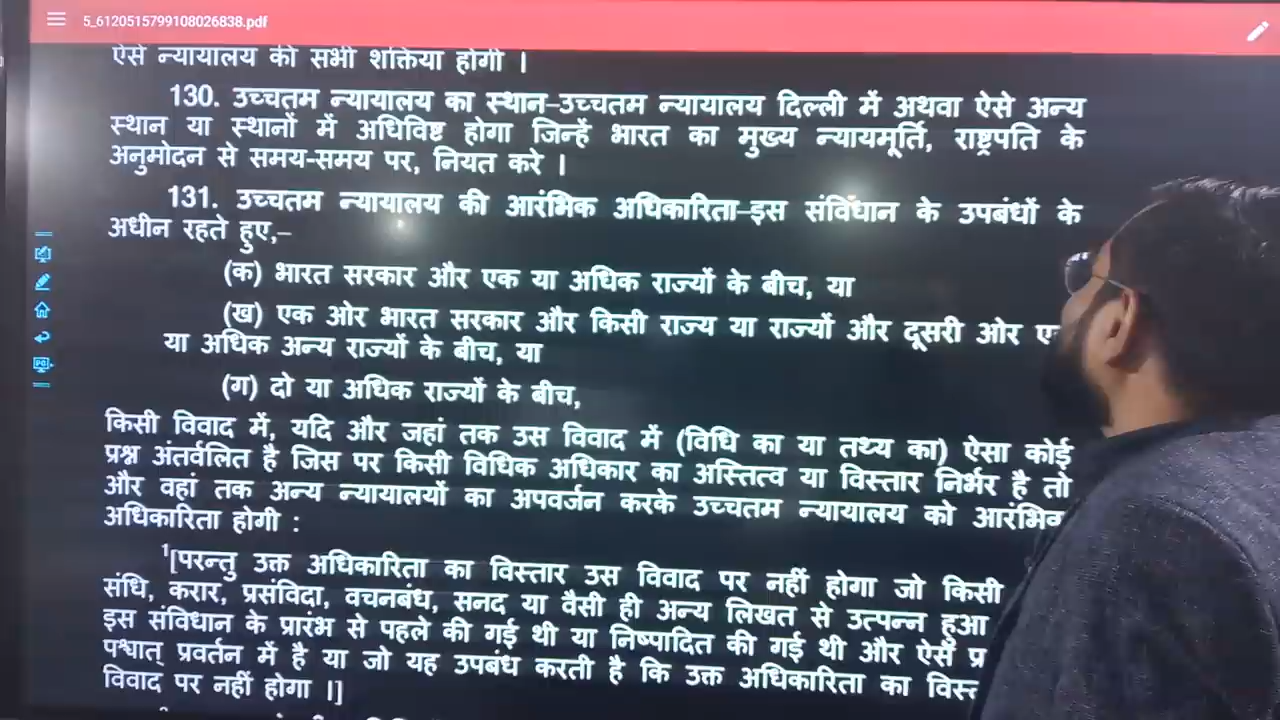 5_6120515799108026838.pdf
ऐसे न्यायालय की सभी शक्तियां होंगी ।
130. उच्चतम न्यायालय का स्थान–उच्चतम न्यायालय दिल्ली में अथवा ऐसे अन्य
स्थान या स्थानों में अधिविष्ट होगा जिन्हें भारत का मुख्य न्यायमूर्ति, राष्ट्रपति के
अनुमोदन से समय-समय पर, नियत करे ।
131. उच्चतम न्यायालय की आरंभिक अधिकारिता–इस संविधान के उपबंधों के
अधीन रहते हुए,–
(क) भारत सरकार और एक या अधिक राज्यों के बीच, या
(ख) एक ओर भारत सरकार और किसी राज्य या राज्यों और दूसरी ओर
या अधिक अन्य राज्यों के बीच, या
(ग) दो या अधिक राज्यों के बीच,
किसी विवाद में, यदि और जहां तक उस विवाद में (विधि का या तथ्य का) ऐसा कोई
प्रश्न अंतर्वलित है जिस पर किसी विधिक अधिकार का अस्तित्व या विस्तार निर्भर है तो
और वहां तक अन्य न्यायालयों का अपवर्जन करके उच्चतम न्यायालय को
अधिकारिता होगी :
1[परन्तु उक्त अधिकारिता का विस्तार उस विवाद पर नहीं होगा जो किसी
संधि, करार, प्रसंविदा, वचनबंध, सनद या वैसी ही अन्य लिखत से उत्पन्न हुआ
इस संविधान के प्रारंभ से पहले की गई थी या निष्पादित की गई थी और ऐसे
पश्चात् प्रवर्तन में है या जो यह उपबंध करती है कि उक्त अधिकारिता का
विवाद पर नहीं होगा ।]